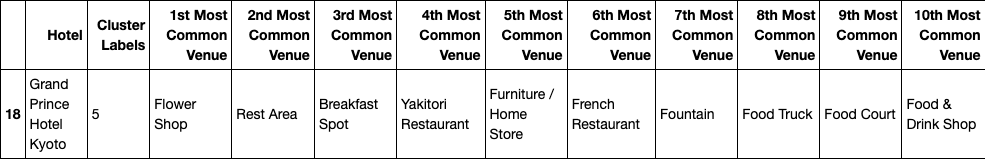 Hotel Cluster Labels 1st Most Common Venue 2nd Most Common Venue 3rd Most Common Venue 4th Most Common Venue 5th Most Common Venue 6th Most Common Venue 7th Most Common Venue 8th Most Common Venue 9th Most Common Venue 10th Most Common Venue
18 Grand Prince Hotel Kyoto 5 Flower Shop Rest Area Breakfast Spot Yakitori Restaurant Furniture / Home Store French Restaurant Fountain Food Truck Food Court Food & Drink Shop